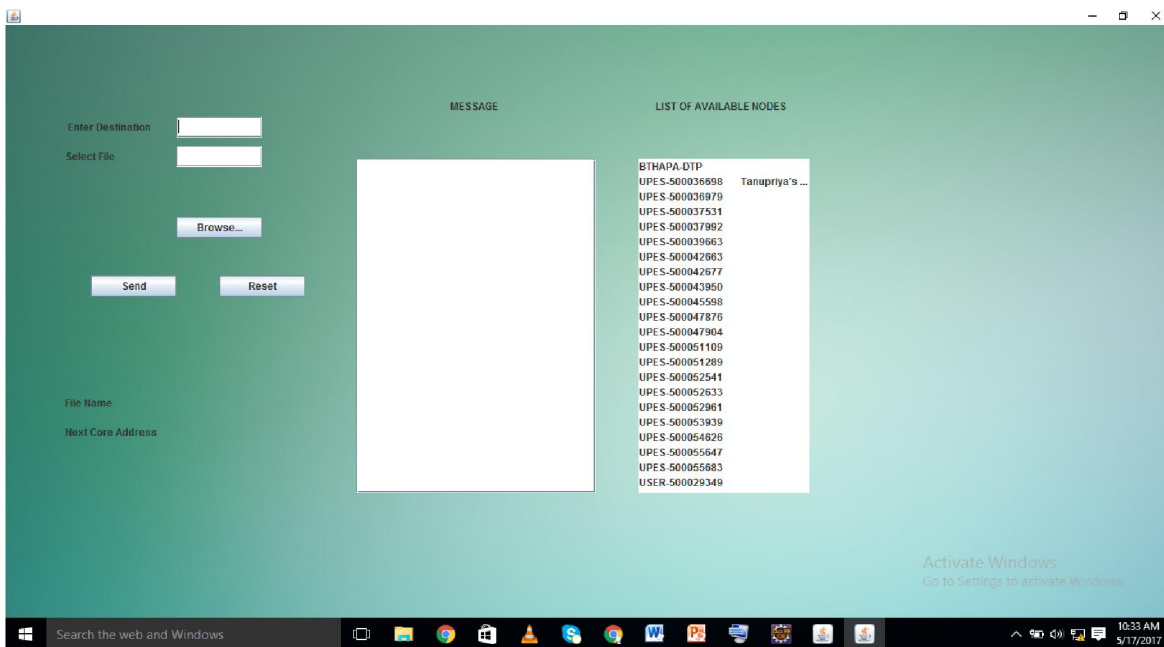 MESSAGE
LIST OF AVAILABLE NODES
Enter Destination
Select File
Browse...
Send
Reset
File Name
Next Core Address
BTHAPA-DTP
UPES-500036698 Tanupriya's ...
UPES-500036979
UPES-500037531
UPES-500037992
UPES-500039663
UPES-500042663
UPES-500042677
UPES-500043950
UPES-500045598
UPES-500047876
UPES-500047904
UPES-500051109
UPES-500051289
UPES-500052541
UPES-500052633
UPES-500052961
UPES-500053939
UPES-500054626
UPES-500055647
UPES-500055683
USER-500029349
Activate Windows
Go to Settings to activate Windows.
Search the web and Windows
10:33 AM
5/17/2017